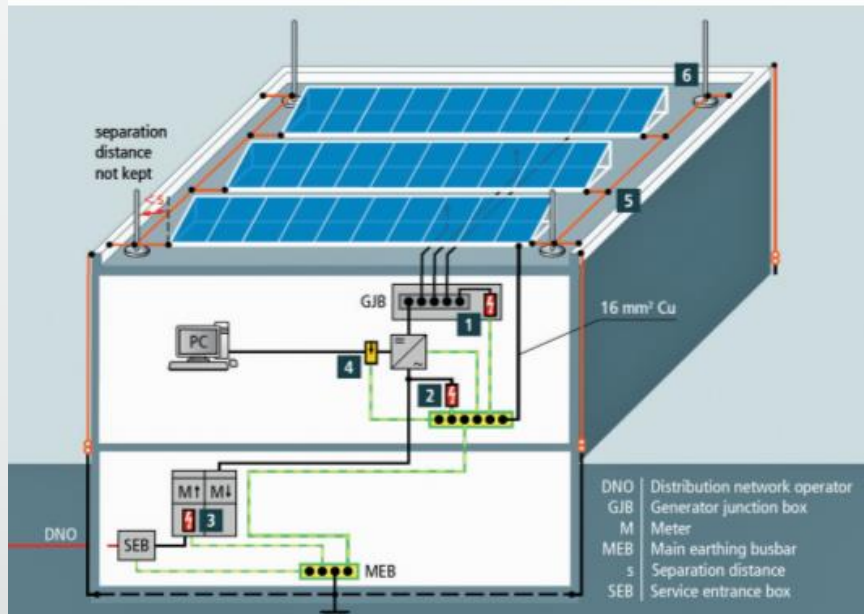 6
separation
distance
not kept
< s
5
GJB
1
16 mm² Cu
PC
4
=
~
2
M↑ M↓
3
DNO
SEB
MEB
DNO | Distribution network operator
GJB | Generator junction box
M | Meter
MEB | Main earthing busbar
s | Separation distance
SEB | Service entrance box